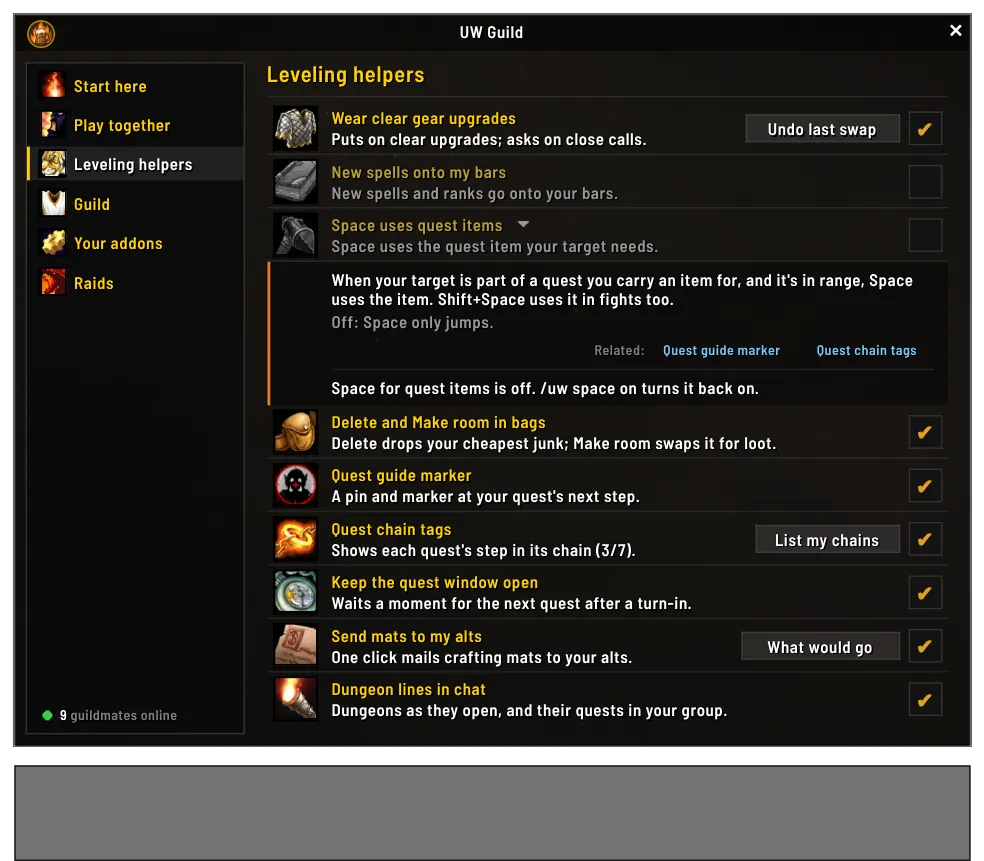 UW Guild
Start here
Play together
Leveling helpers
Guild
Your addons
Raids
9 guildmates online
Leveling helpers
Wear clear gear upgrades
Puts on clear upgrades; asks on close calls.
Undo last swap
New spells onto my bars
New spells and ranks go onto your bars.
Space uses quest items
Space uses the quest item your target needs.
When your target is part of a quest you carry an item for, and it's in range, Space
uses the item. Shift+Space uses it in fights too.
Off: Space only jumps.
Related: Quest guide marker Quest chain tags
Space for quest items is off. /uw space on turns it back on.
Delete and Make room in bags
Delete drops your cheapest junk; Make room swaps it for loot.
Quest guide marker
A pin and marker at your quest's next step.
Quest chain tags
Shows each quest's step in its chain (3/7).
List my chains
Keep the quest window open
Waits a moment for the next quest after a turn-in.
Send mats to my alts
One click mails crafting mats to your alts.
What would go
Dungeon lines in chat
Dungeons as they open, and their quests in your group.